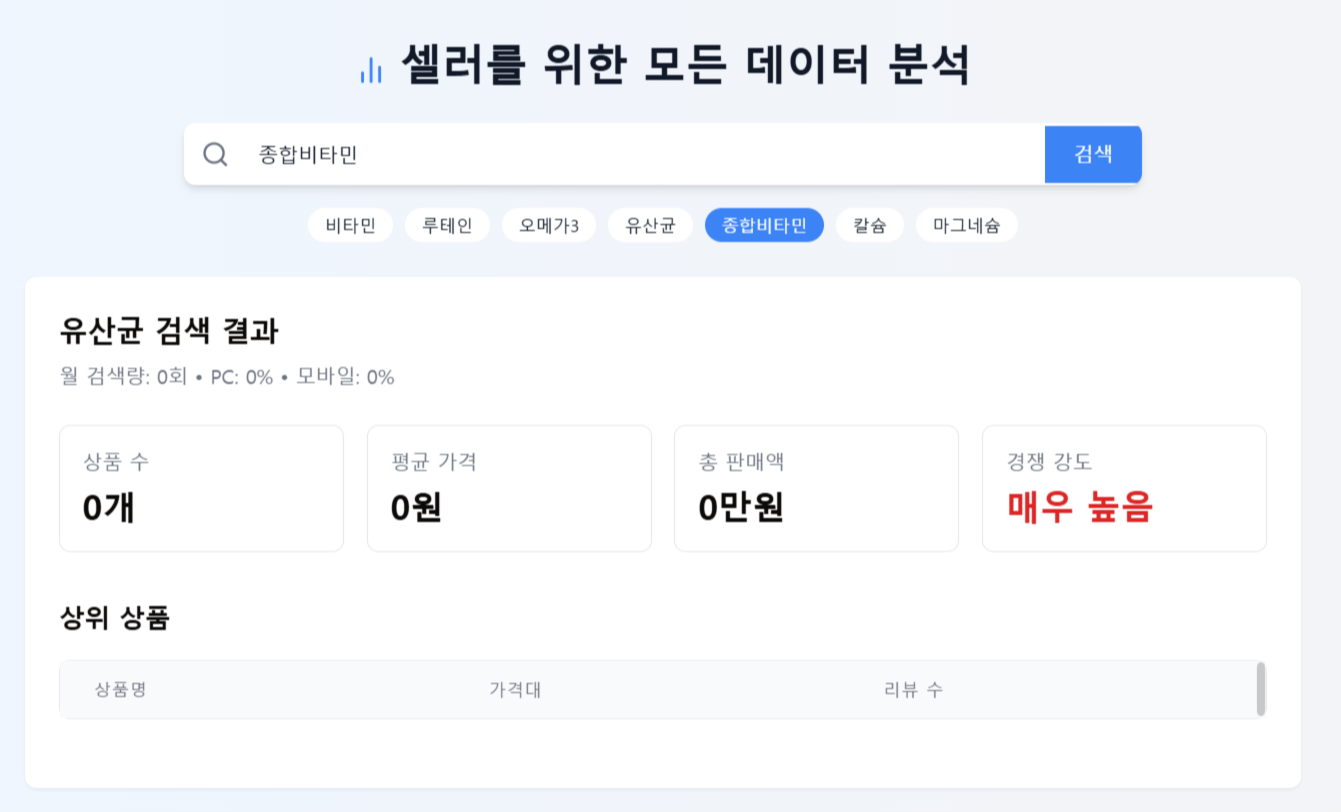 셀러를 위한 모든 데이터 분석
종합비타민 검색
비타민 루테인 오메가3 유산균 종합비타민 칼슘 마그네슘
유산균 검색 결과
월 검색량: 0회 • PC: 0% • 모바일: 0%
상품 수 평균 가격 총 판매액 경쟁 강도
0개 0원 0만원 매우 높음
상위 상품
상품명 가격대 리뷰 수